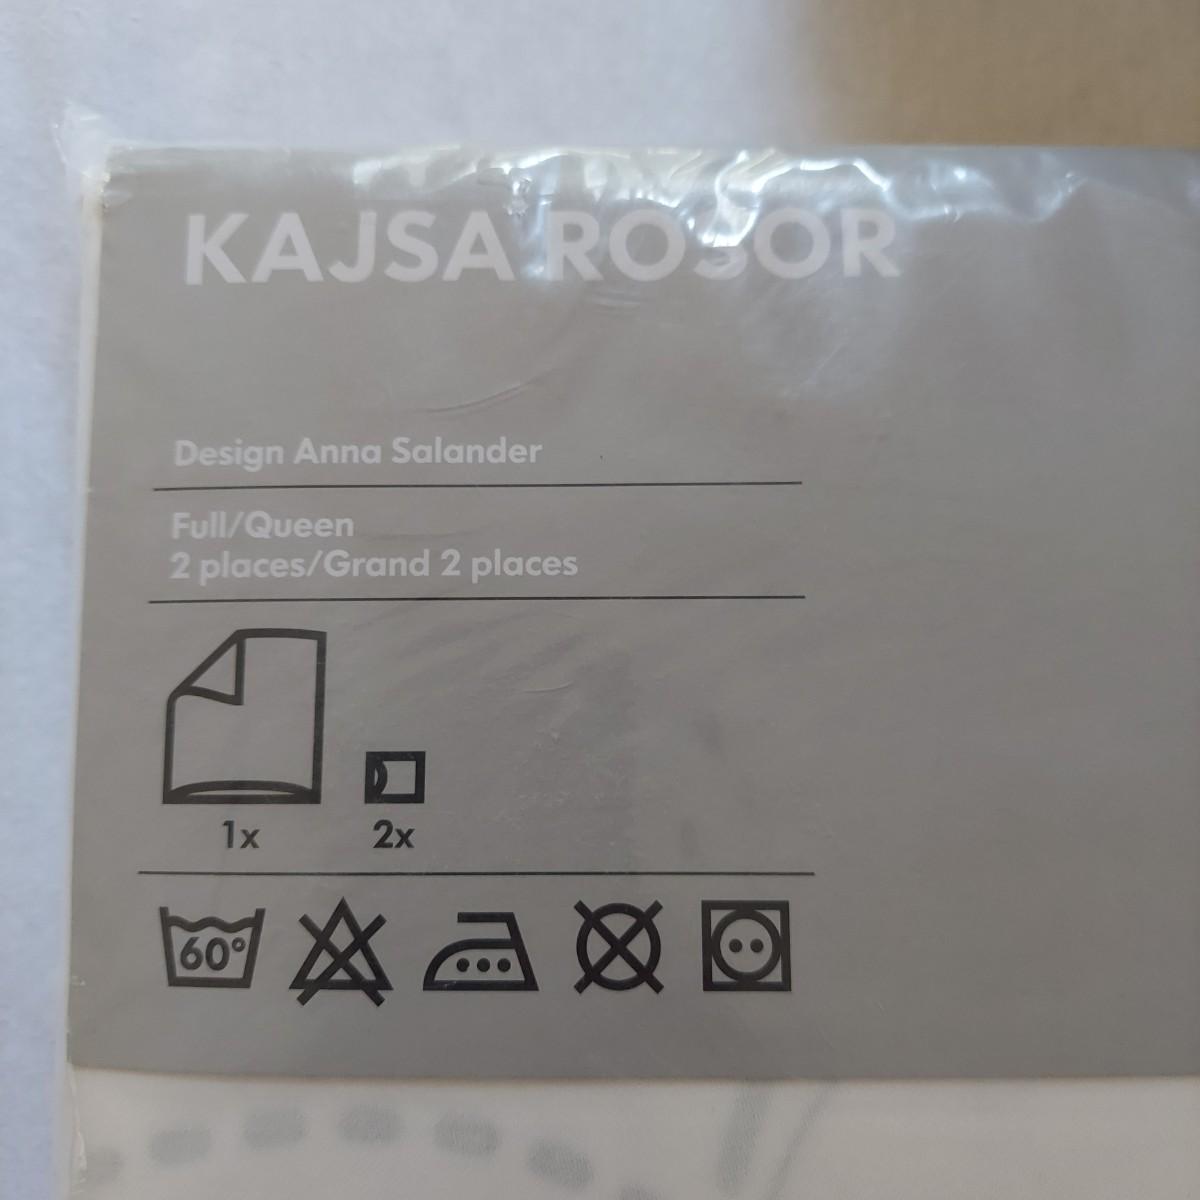 KAJSA ROSOR
Design Anna Salander
Full/Queen
2 places/Grand 2 places
1x 2x
60°